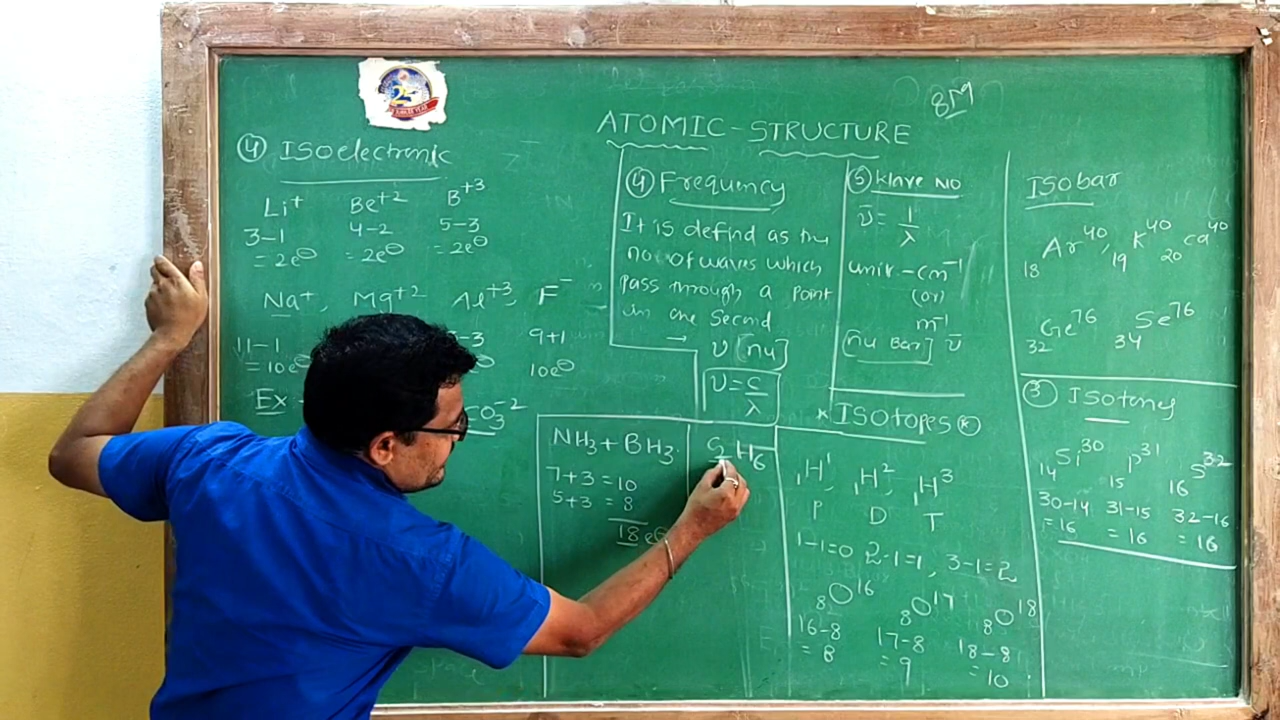 8M
ATOMIC-STRUCTURE
④ ISOelectronic
Li⁺ Be⁺² B⁺³
3-1 4-2 5-3
=2e⊖ =2e⊖ =2e⊖
Na⁺, Mg⁺² Al⁺³, F⁻
11-1 -3 9+1
=10e⊖ 10e⊖
Ex CO₃⁻²
④ Frequency
It is defind as the
no. of waves which
pass through a point
in one Second
→ ν [nu]
ν = c/λ
⑤ Wave NO
ν̄ = 1/λ
unit - cm⁻¹
(or)
m⁻¹
[nu Bar] ν̄
ISObar
₁₈Ar⁴⁰, ₁₉K⁴⁰ ₂₀Ca⁴⁰
₃₂Ge⁷⁶ ₃₄Se⁷⁶
③ ISOtones
₁₄Si³⁰ ₁₅P³¹ ₁₆S³²
30-14 31-15 32-16
=16 =16 =16
NH₃+BH₃.
7+3=10
5+3=8
18e⊖
C₂H₆
* ISOTOPES *
₁H¹ ₁H², ₁H³
P D T
1-1=0 2-1=1, 3-1=2
₈O¹⁶ ₈O¹⁷ ₈O¹⁸
16-8 17-8 18-8
=8 =9 =10